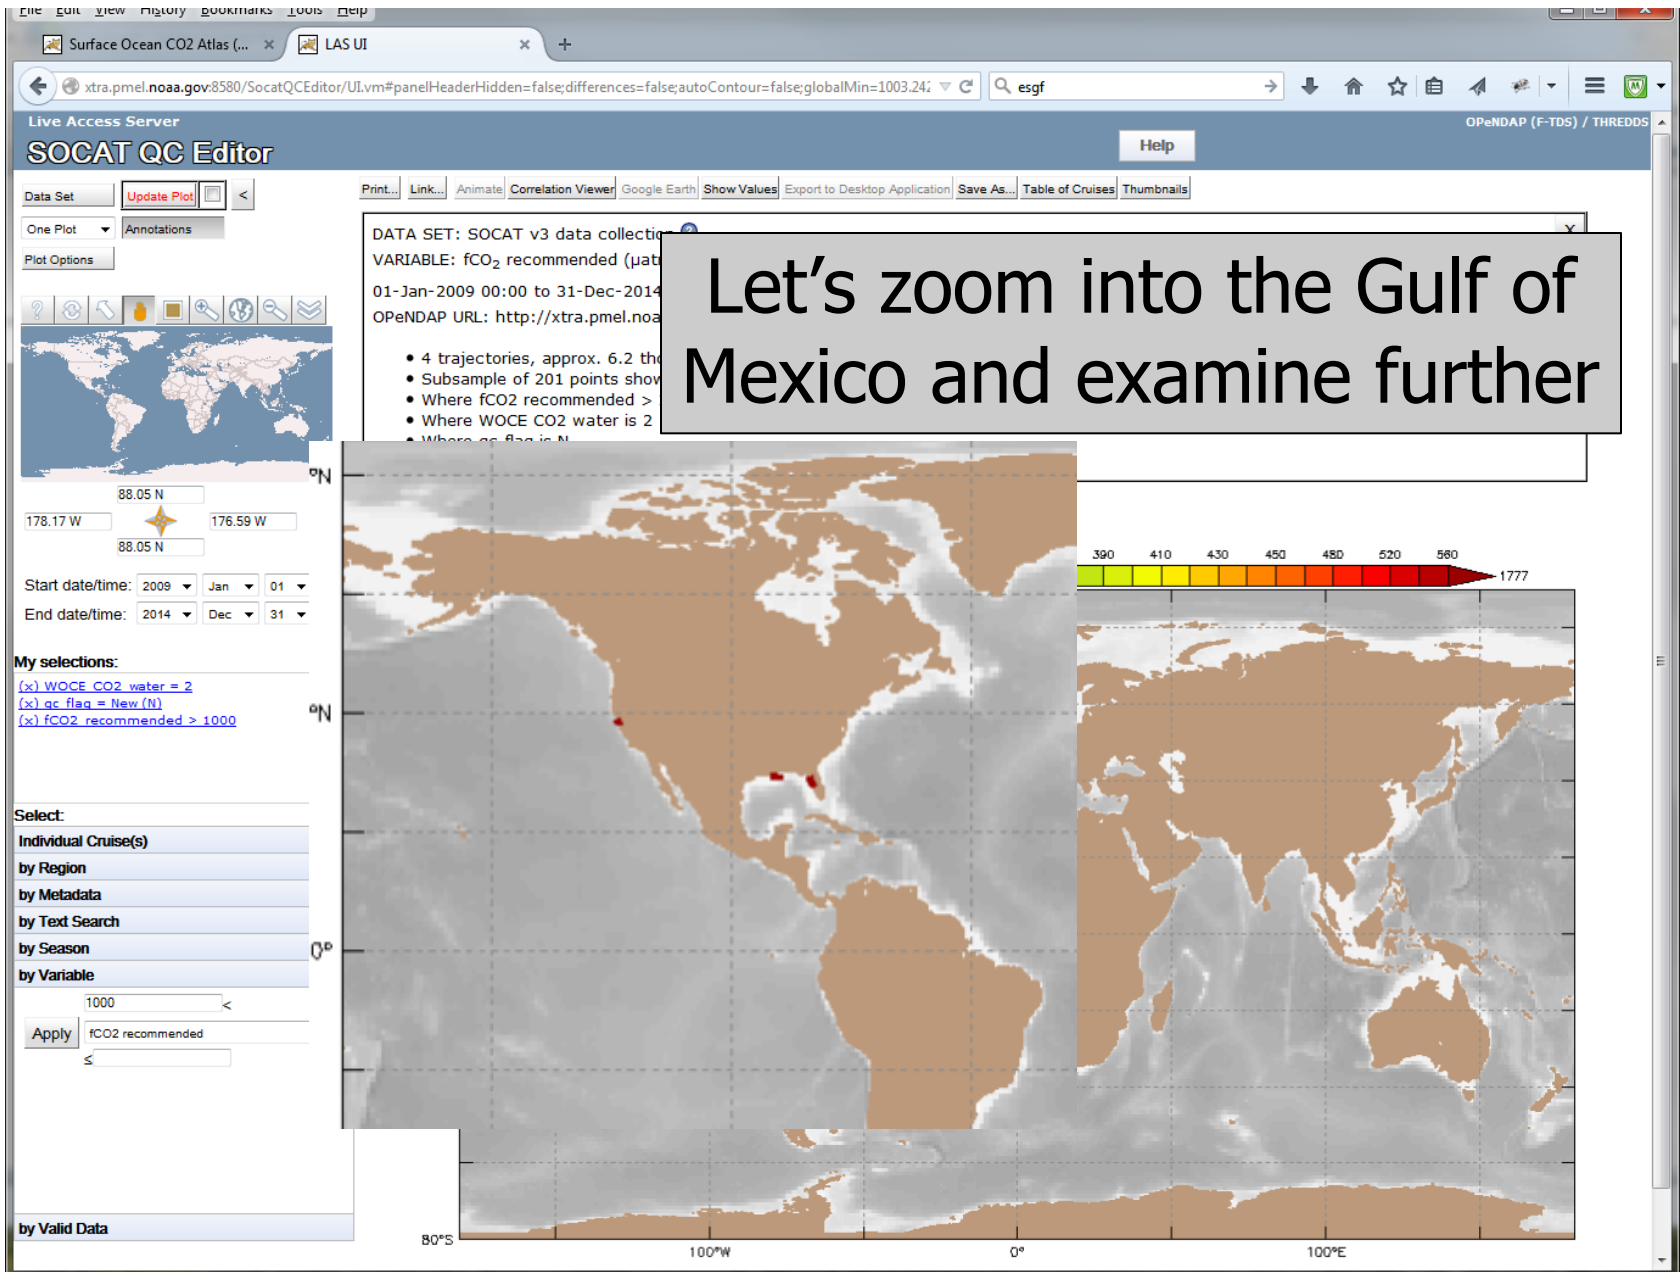 File Edit View History Bookmarks Tools Help
Surface Ocean CO2 Atlas (... × LAS UI × +
xtra.pmel.noaa.gov:8580/SocatQCEditor/UI.vm#panelHeaderHidden=false;differences=false;autoContour=false;globalMin=1003.242 esgf
Live Access Server OPeNDAP (F-TDS) / THREDDS
SOCAT QC Editor Help
Data Set Update Plot <
Print... Link... Animate Correlation Viewer Google Earth Show Values Export to Desktop Application Save As... Table of Cruises Thumbnails
One Plot Annotations
Plot Options
X
DATA SET: SOCAT v3 data collection ?
VARIABLE: fCO2 recommended (µat
01-Jan-2009 00:00 to 31-Dec-2014
OPeNDAP URL: http://xtra.pmel.noa
• 4 trajectories, approx. 6.2 tho
• Subsample of 201 points show
• Where fCO2 recommended >
• Where WOCE CO2 water is 2
• Where qc flag is N
Let's zoom into the Gulf of
Mexico and examine further
88.05 N
178.17 W 176.59 W
88.05 N
Start date/time: 2009 Jan 01
End date/time: 2014 Dec 31
My selections:
(x) WOCE CO2 water = 2
(x) qc flag = New (N)
(x) fCO2 recommended > 1000
Select:
Individual Cruise(s)
by Region
by Metadata
by Text Search
by Season
by Variable
1000 <
Apply fCO2 recommended
≤
by Valid Data
°N
°N
0°
390 410 430 450 480 520 560
1777
80°S
100°W 0° 100°E